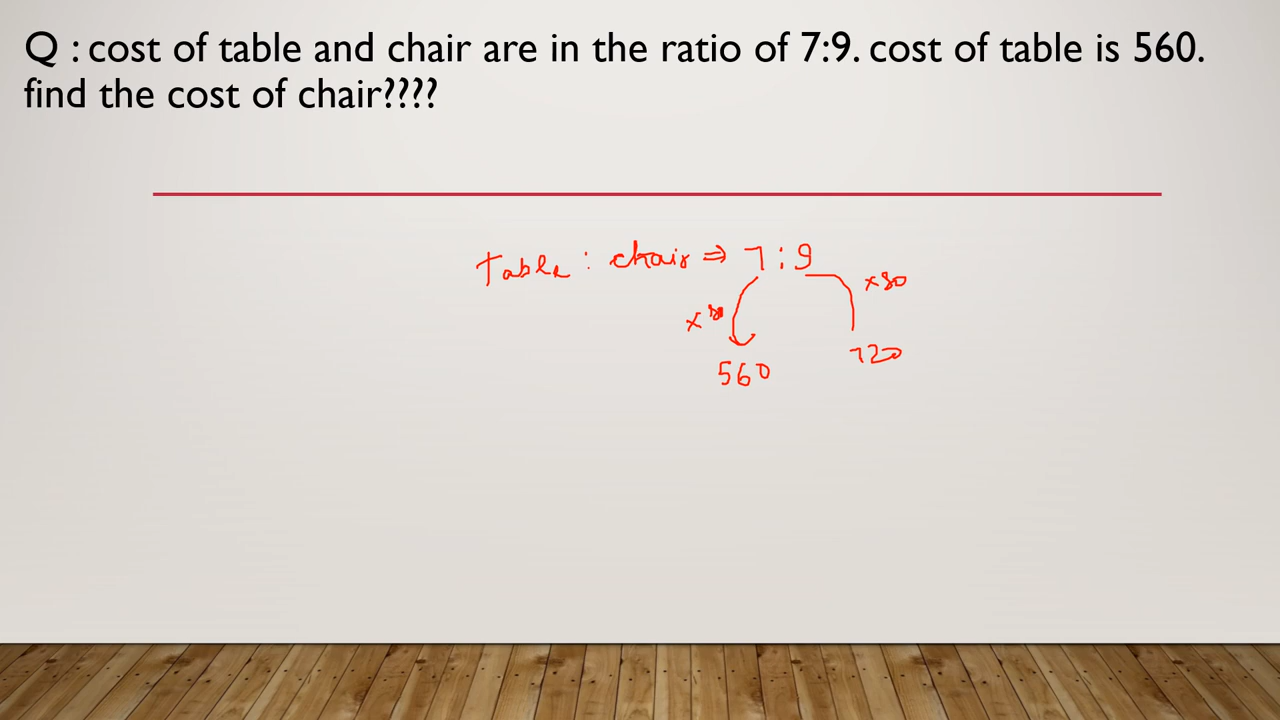 Q : cost of table and chair are in the ratio of 7:9. cost of table is 560.
find the cost of chair????
Table : chair ⇒ 7 : 9
×80
×80
560
720